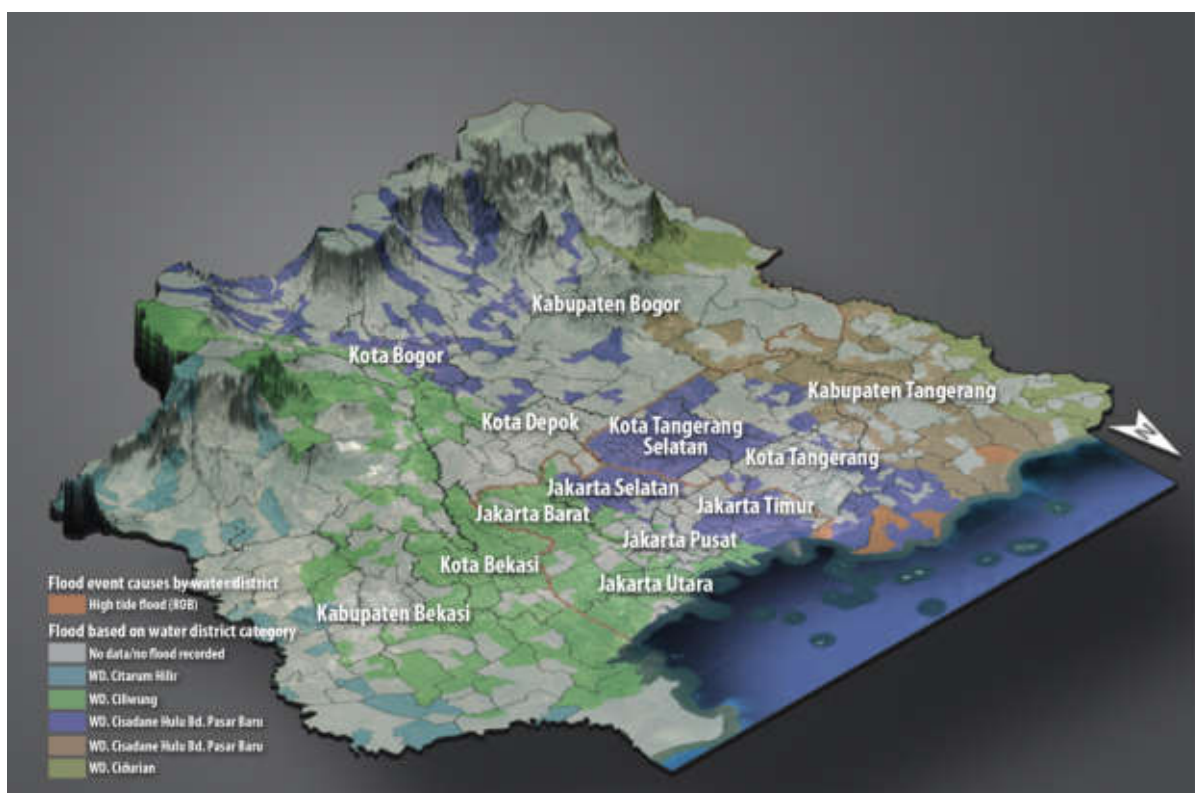 Kabupaten Bogor
Kota Bogor
Kabupaten Tangerang
Kota Depok
Kota Tangerang
Selatan
Kota Tangerang
N
Jakarta Selatan
Jakarta Timur
Jakarta Barat
Jakarta Pusat
Kota Bekasi
Jakarta Utara
Kabupaten Bekasi
Flood event causes by water district
High tide flood (ROB)
Flood based on water district category
No data/no flood recorded
WD. Citarum Hilir
WD. Ciliwung
WD. Cisadane Hulu Bd. Pasar Baru
WD. Cisadane Hulu Bd. Pasar Baru
WD. Cidurian